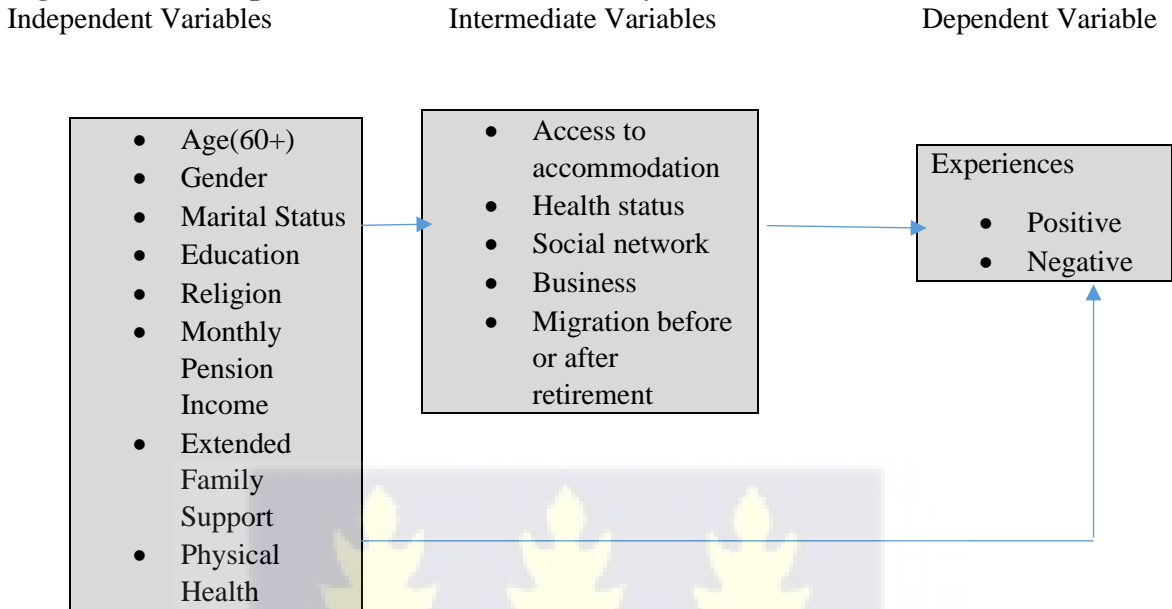 Independent Variables
Intermediate Variables
Dependent Variable
• Age(60+)
• Gender
• Marital Status
• Education
• Religion
• Monthly
Pension
Income
• Extended
Family
Support
• Physical
Health
• Access to
accommodation
• Health status
• Social network
• Business
• Migration before
or after
retirement
Experiences
• Positive
• Negative